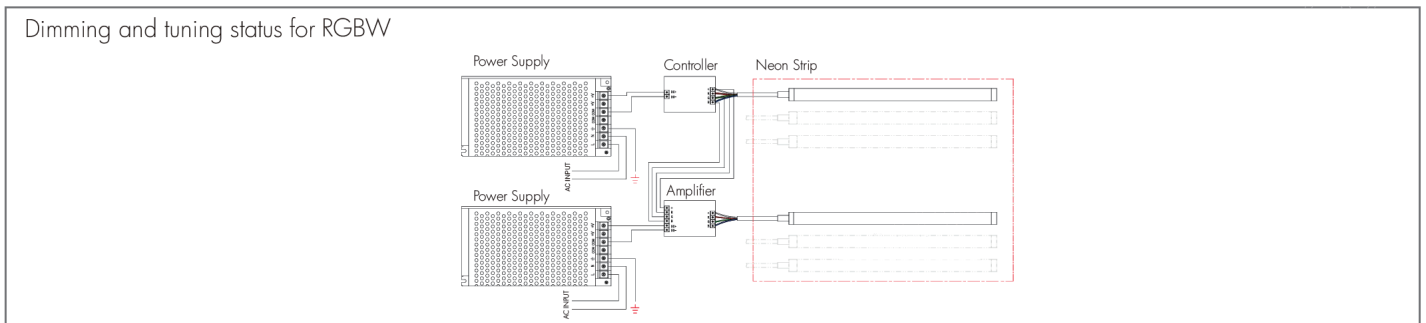 Dimming and tuning status for RGBW
Power Supply
Controller
Neon Strip
AC INPUT
Power Supply
Amplifier
AC INPUT